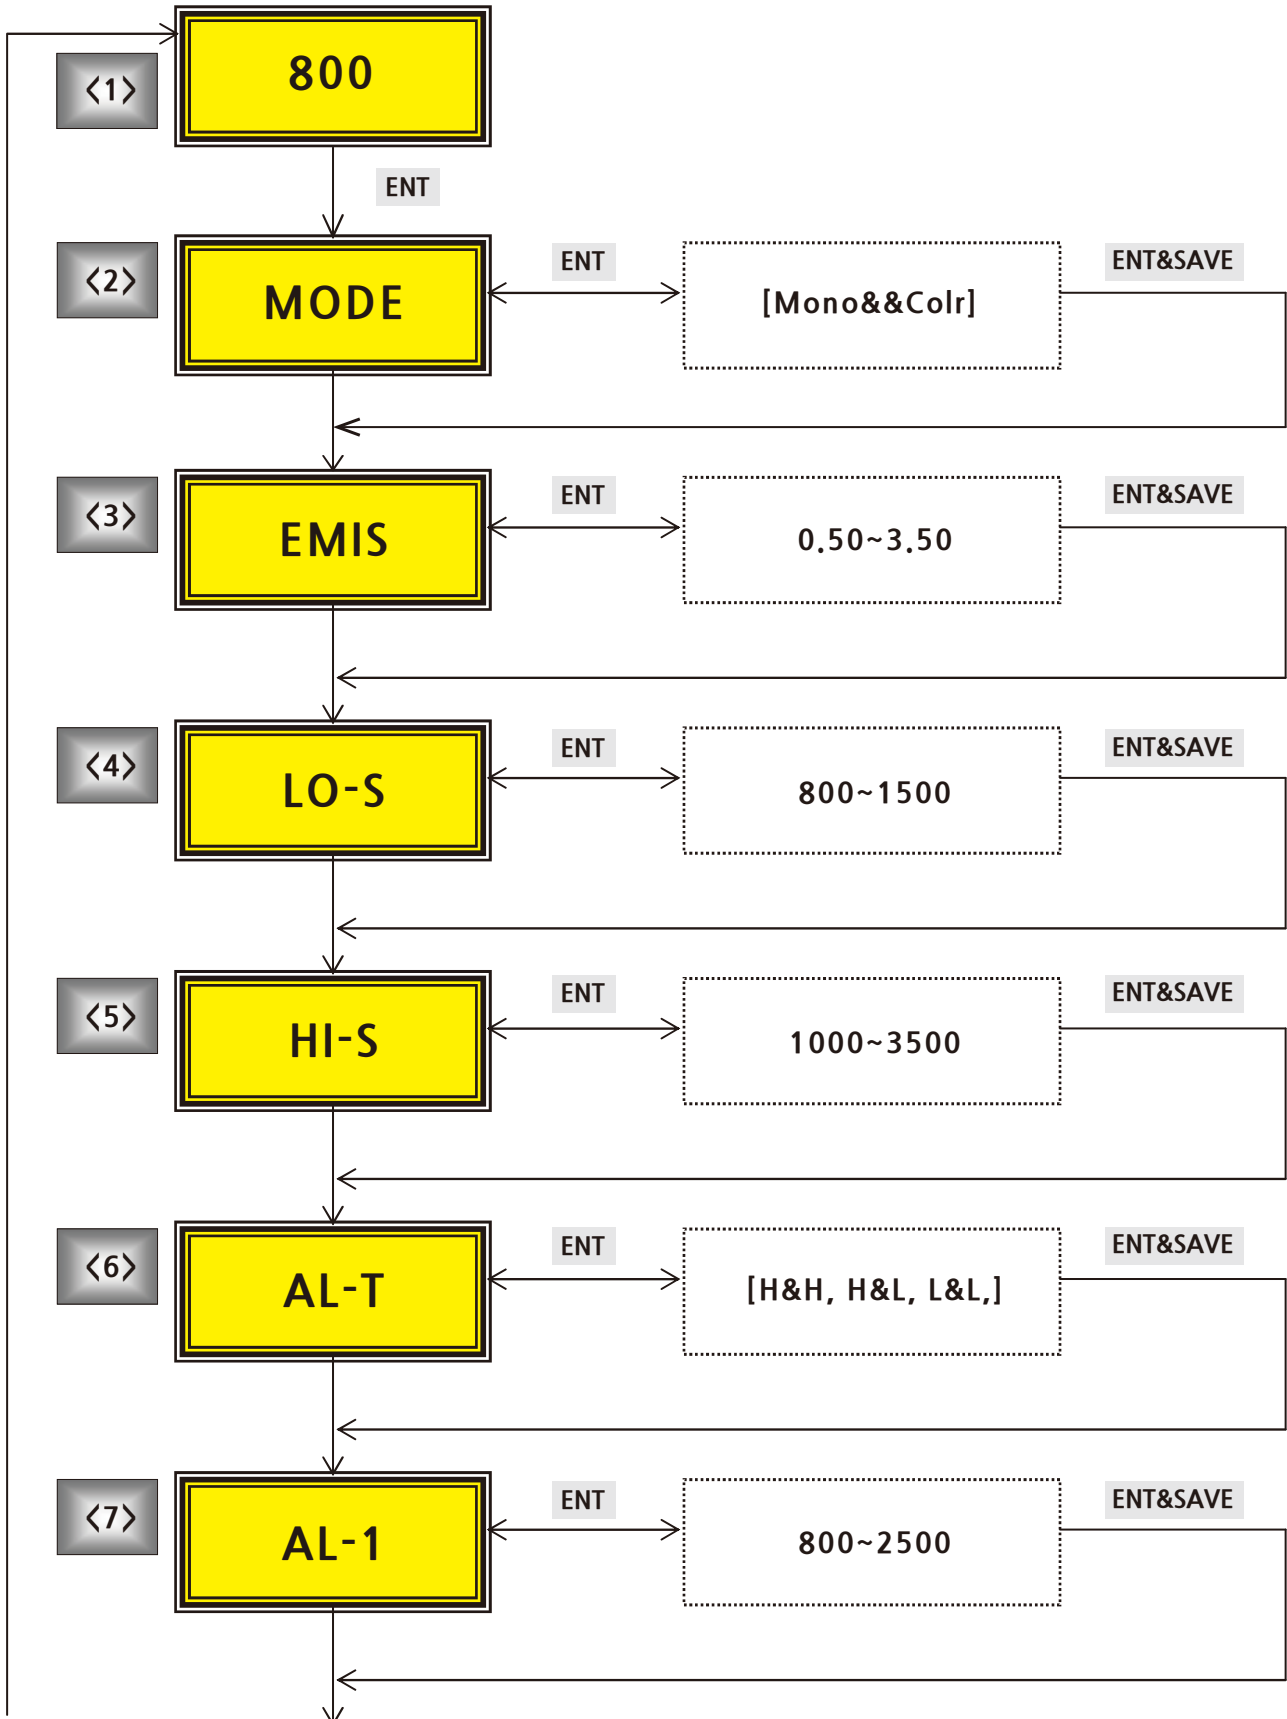 800
<1>
ENT
<2>
MODE
ENT
[Mono&&Colr]
ENT&SAVE
<3>
EMIS
ENT
0.50~3.50
ENT&SAVE
<4>
LO-S
ENT
800~1500
ENT&SAVE
<5>
HI-S
ENT
1000~3500
ENT&SAVE
<6>
AL-T
ENT
[H&H, H&L, L&L,]
ENT&SAVE
<7>
AL-1
ENT
800~2500
ENT&SAVE